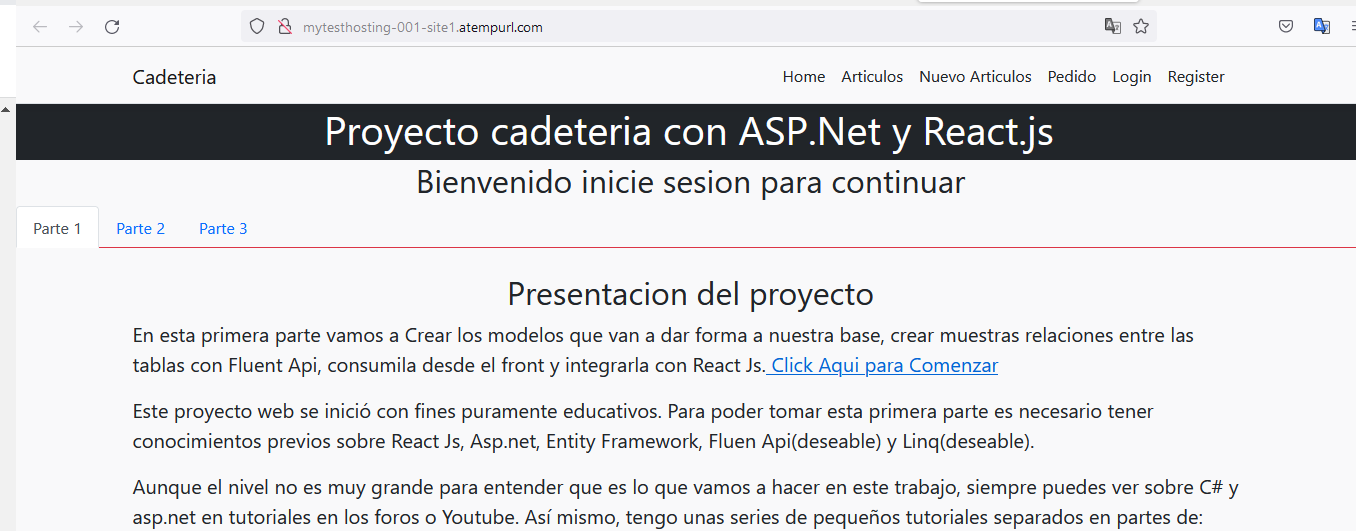 mytesthosting-001-site1.atempurl.com
Cadeteria Home Articulos Nuevo Articulos Pedido Login Register
Proyecto cadeteria con ASP.Net y React.js
Bienvenido inicie sesion para continuar
Parte 1 Parte 2 Parte 3
Presentacion del proyecto
En esta primera parte vamos a Crear los modelos que van a dar forma a nuestra base, crear muestras relaciones entre las
tablas con Fluent Api, consumila desde el front y integrarla con React Js. Click Aqui para Comenzar
Este proyecto web se inició con fines puramente educativos. Para poder tomar esta primera parte es necesario tener
conocimientos previos sobre React Js, Asp.net, Entity Framework, Fluen Api(deseable) y Linq(deseable).
Aunque el nivel no es muy grande para entender que es lo que vamos a hacer en este trabajo, siempre puedes ver sobre C# y
asp.net en tutoriales en los foros o Youtube. Así mismo, tengo unas series de pequeños tutoriales separados en partes de: